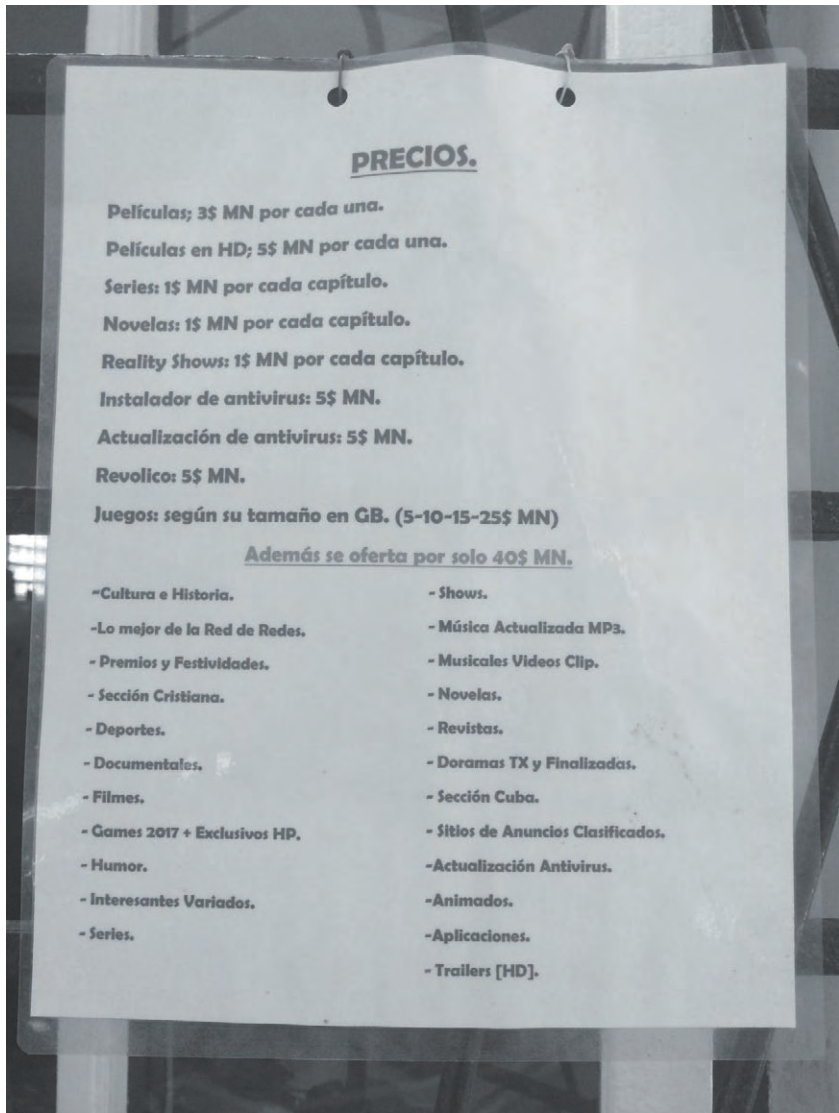 PRECIOS.
Películas; 3$ MN por cada una.
Películas en HD; 5$ MN por cada una.
Series: 1$ MN por cada capítulo.
Novelas: 1$ MN por cada capítulo.
Reality Shows: 1$ MN por cada capítulo.
Instalador de antivirus: 5$ MN.
Actualización de antivirus: 5$ MN.
Revolico: 5$ MN.
Juegos: según su tamaño en GB. (5-10-15-25$ MN)
Además se oferta por solo 40$ MN.
-Cultura e Historia.
-Lo mejor de la Red de Redes.
- Premios y Festividades.
- Sección Cristiana.
- Deportes.
- Documentales.
- Filmes.
- Games 2017 + Exclusivos HP.
- Humor.
- Interesantes Variados.
- Series.
- Shows.
- Música Actualizada MP3.
- Musicales Videos Clip.
- Novelas.
- Revistas.
- Doramas TX y Finalizadas.
- Sección Cuba.
- Sitios de Anuncios Clasificados.
-Actualización Antivirus.
-Animados.
-Aplicaciones.
- Trailers [HD].